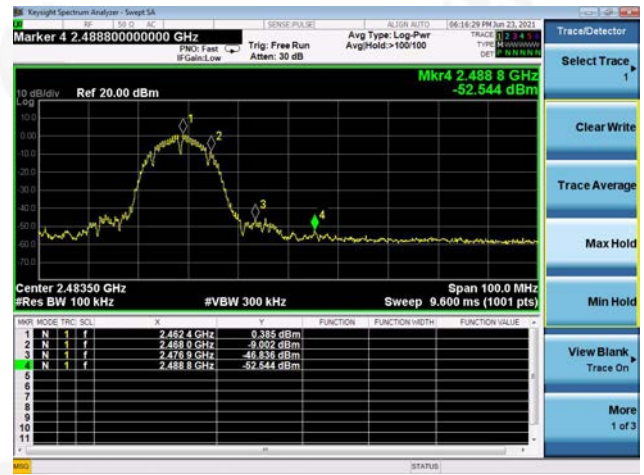 Keysight Spectrum Analyzer - Swept SA
RF 50 Ω AC SENSE:PULSE ALIGN AUTO 06:16:29 PM Jun 23, 2021
Marker 4 2.488800000000 GHz
PNO: Fast
IFGain:Low
Trig: Free Run
Atten: 30 dB
Avg Type: Log-Pwr
Avg|Hold:>100/100
TRACE 1 2 3 4 5 6
TYPE M WWWWW
DET P NNNNN
Mkr4 2.488 8 GHz
-52.544 dBm
10 dB/div Ref 20.00 dBm
Log
10.0
0.00
-10.0
-20.0
-30.0
-40.0
-50.0
-60.0
-70.0
1
2
3
4
Center 2.48350 GHz Span 100.0 MHz
#Res BW 100 kHz #VBW 300 kHz Sweep 9.600 ms (1001 pts)
MKR MODE TRC SCL X Y FUNCTION FUNCTION WIDTH FUNCTION VALUE
1 N 1 f 2.462 4 GHz 0.385 dBm
2 N 1 f 2.468 0 GHz -9.002 dBm
3 N 1 f 2.476 9 GHz -46.836 dBm
4 N 1 f 2.488 8 GHz -52.544 dBm
5
6
7
8
9
10
11
MSG STATUS
Trace/Detector
Select Trace
1
Clear Write
Trace Average
Max Hold
Min Hold
View Blank
Trace On
More
1 of 3